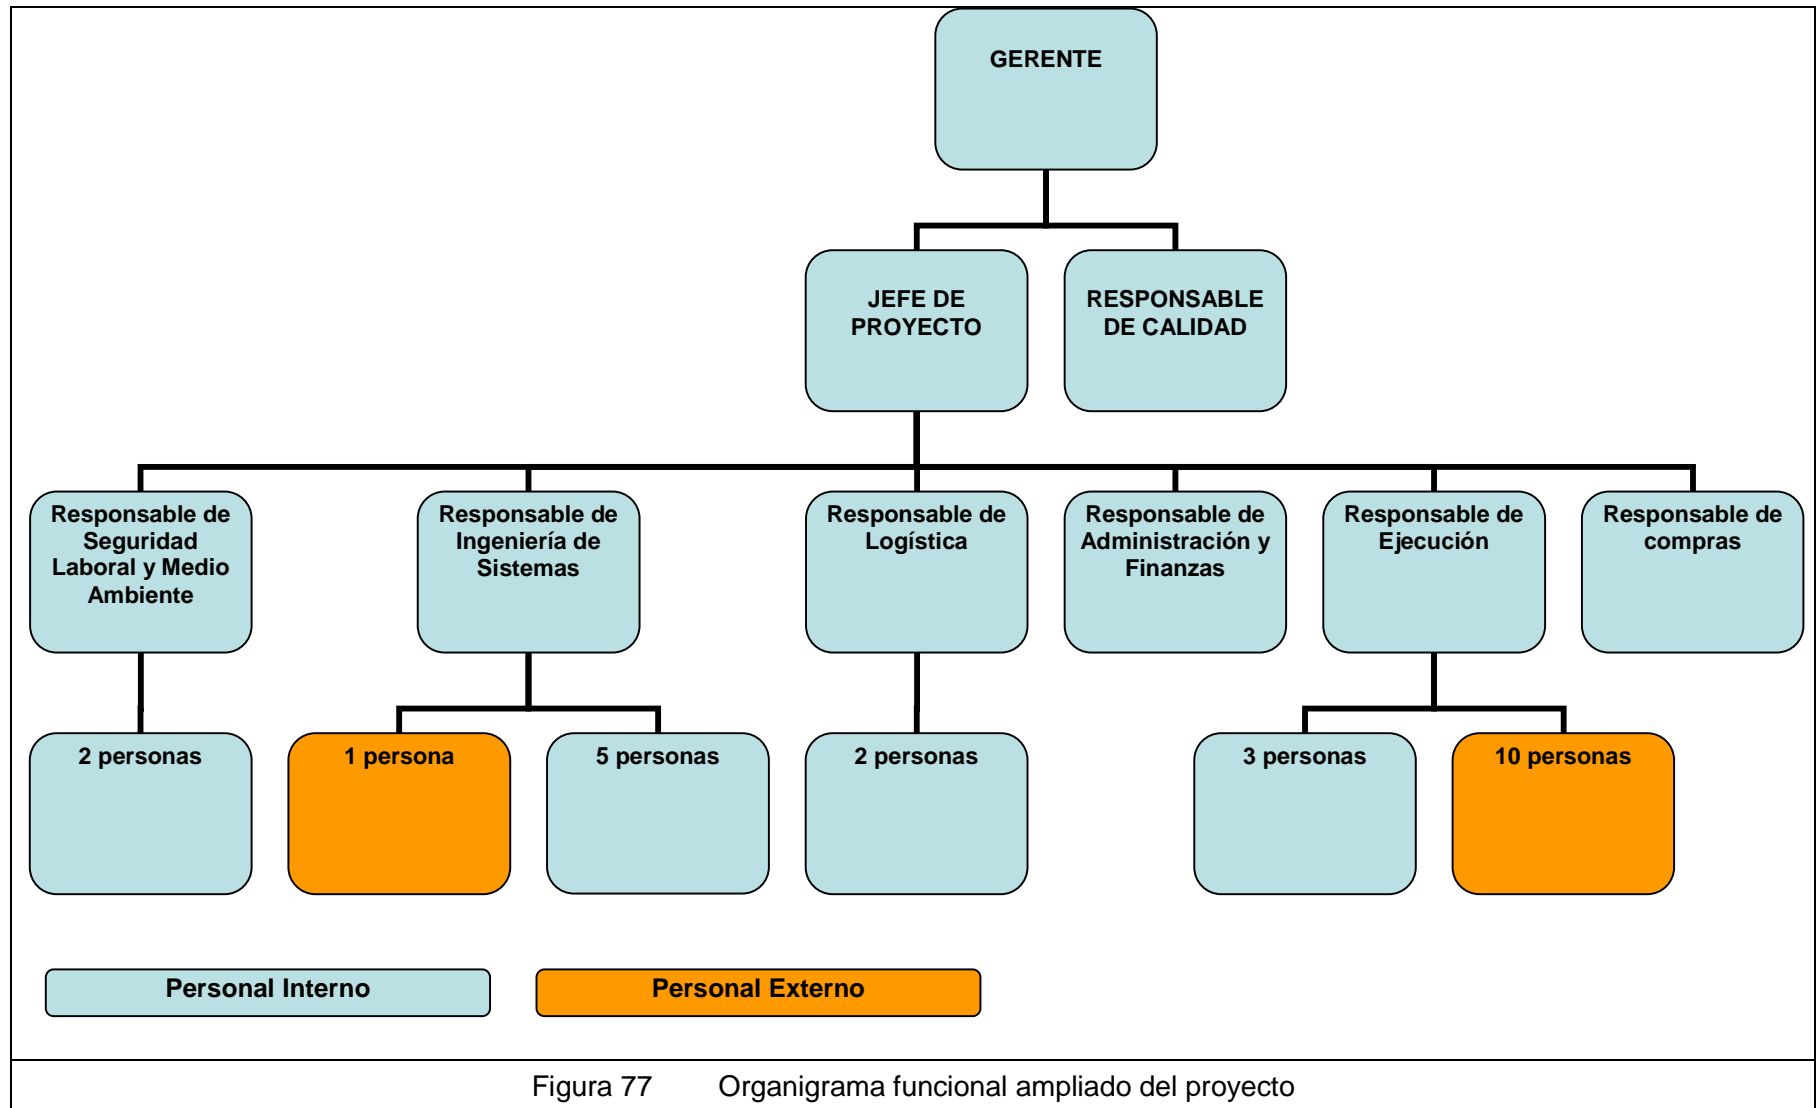 GERENTE
JEFE DE
PROYECTO
RESPONSABLE
DE CALIDAD
Responsable de
Seguridad
Laboral y Medio
Ambiente
Responsable de
Ingeniería de
Sistemas
Responsable de
Logística
Responsable de
Administración y
Finanzas
Responsable de
Ejecución
Responsable de
compras
2 personas
1 persona
5 personas
2 personas
3 personas
10 personas
Personal Interno
Personal Externo
Figura 77 Organigrama funcional ampliado del proyecto